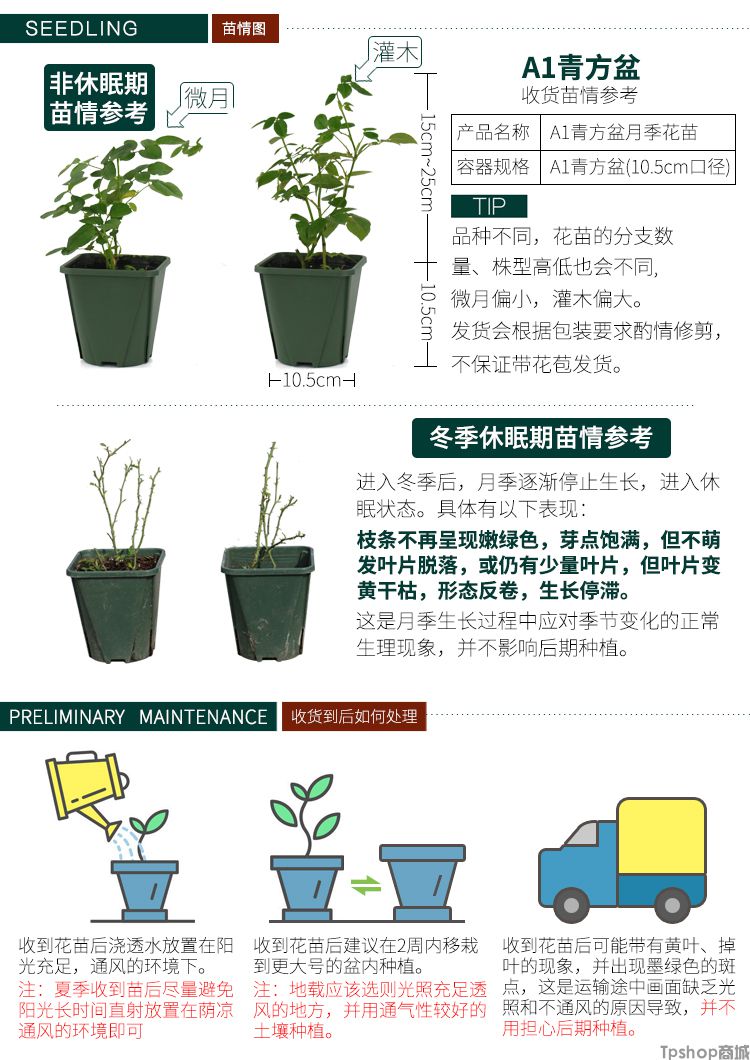 SEEDLING
苗情图
非休眠期
苗情参考
微月
灌木
15cm~25cm
10.5cm
10.5cm
A1青方盆
收货苗情参考
产品名称 A1青方盆月季花苗
容器规格 A1青方盆(10.5cm口径)
TIP
品种不同，花苗的分支数
量、株型高低也会不同,
微月偏小，灌木偏大。
发货会根据包装要求酌情修剪，
不保证带花苞发货。
冬季休眠期苗情参考
进入冬季后，月季逐渐停止生长，进入休
眠状态。具体有以下表现：
枝条不再呈现嫩绿色，芽点饱满，但不萌
发叶片脱落，或仍有少量叶片，但叶片变
黄干枯，形态反卷，生长停滞。
这是月季生长过程中应对季节变化的正常
生理现象，并不影响后期种植。
PRELIMINARY MAINTENANCE
收货到后如何处理
收到花苗后浇透水放置在阳
光充足，通风的环境下。
注：夏季收到苗后尽量避免
阳光长时间直射放置在荫凉
通风的环境即可
收到花苗后建议在2周内移栽
到更大号的盆内种植。
注：地栽应该选则光照充足透
风的地方，并用通气性较好的
土壤种植。
收到花苗后可能带有黄叶、掉
叶的现象，并出现墨绿色的斑
点，这是运输途中画面缺乏光
照和不通风的原因导致，并不
用担心后期种植。
Tpshop商城